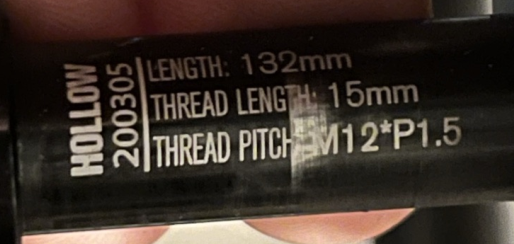 HOLLOW
200305
LENGTH: 132mm
THREAD LENGTH: 15mm
THREAD PITCH: M12*P1.5